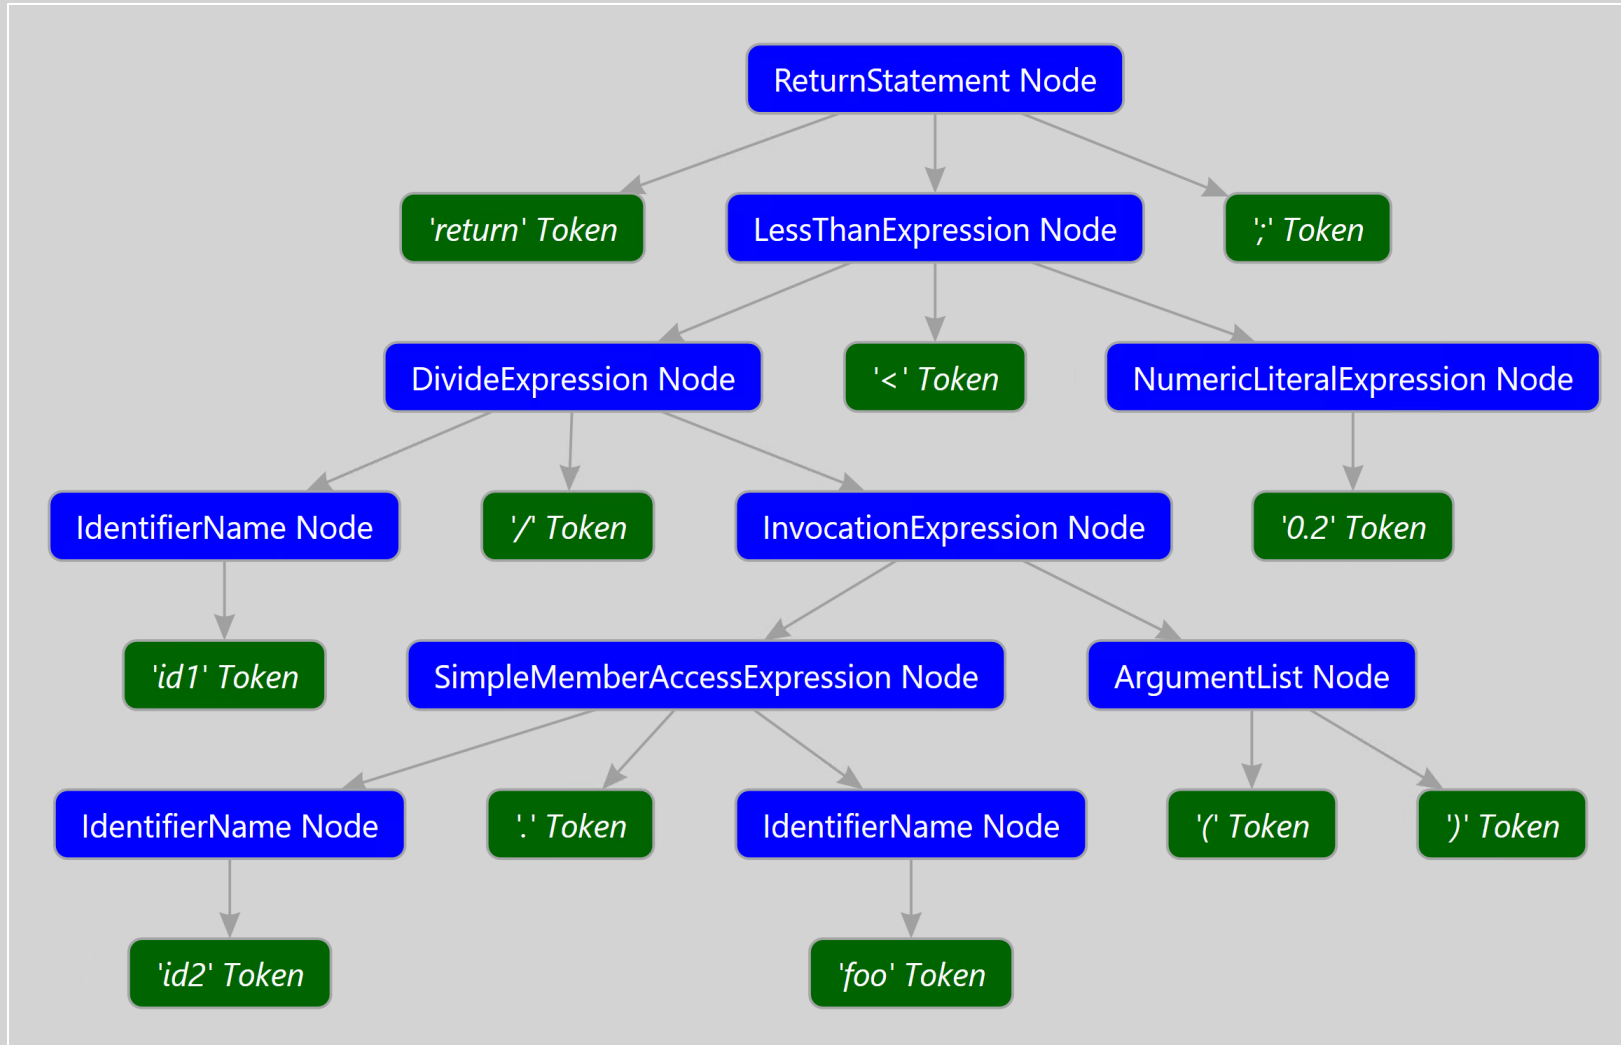 ReturnStatement Node
'return' Token
LessThanExpression Node
';' Token
DivideExpression Node
'<' Token
NumericLiteralExpression Node
IdentifierName Node
'/' Token
InvocationExpression Node
'0.2' Token
'id1' Token
SimpleMemberAccessExpression Node
ArgumentList Node
IdentifierName Node
'.' Token
IdentifierName Node
'(' Token
')' Token
'id2' Token
'foo' Token